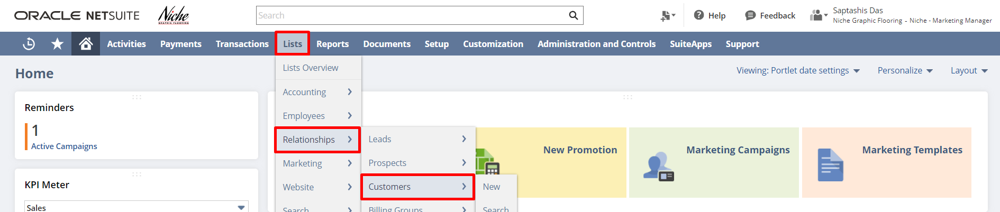 ORACLE NETSUITE
Niche
GRAPHIC FLOORING
Search
Help
Feedback
Saptashis Das
Niche Graphic Flooring - Niche - Marketing Manager
Activities Payments Transactions Lists Reports Documents Setup Customization Administration and Controls SuiteApps Support
Home
Viewing: Portlet date settings
Personalize
Layout
Lists Overview
Accounting
Employees
Relationships
Marketing
Website
Search
Leads
Prospects
Customers
Billing Groups
New
Search
Reminders
1
Active Campaigns
KPI Meter
Sales
New Promotion
Marketing Campaigns
Marketing Templates